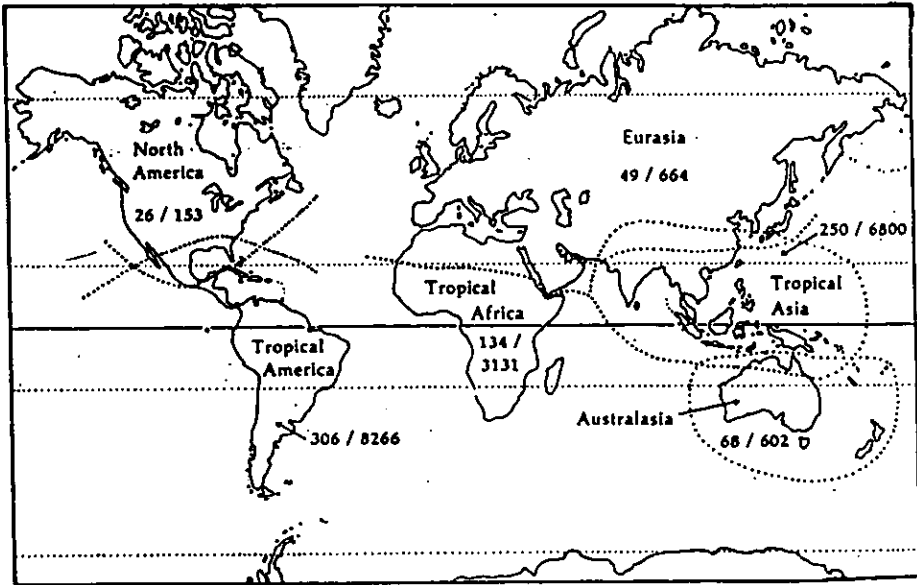 North
America
26 / 153
Eurasia
49 / 664
250 / 6800
Tropical
Asia
Tropical
Africa
134 /
3131
Tropical
America
306 / 8266
Australasia
68 / 602